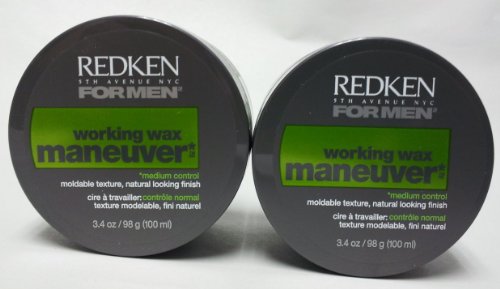 REDKEN
5TH AVENUE NYC
FOR MEN
working wax
maneuver
*medium control
moldable texture, natural looking finish
cire à travailler: contrôle normal
texture modelable, fini naturel
3.4 oz / 98 g (100 ml)
REDKEN
5TH AVENUE NYC
FOR MEN
working wax
maneuver
*medium control
moldable texture, natural looking finish
cire à travailler: contrôle normal
texture modelable, fini naturel
3.4 oz / 98 g (100 ml)